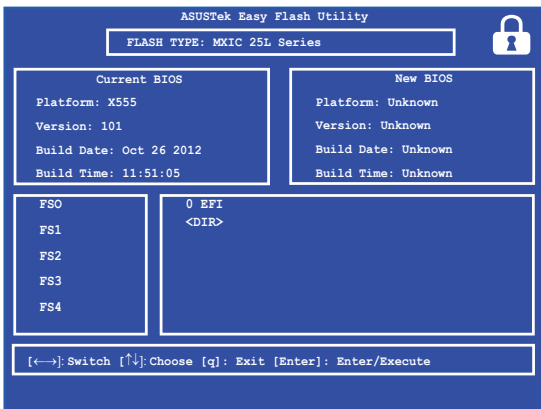 ASUSTek Easy Flash Utility
FLASH TYPE: MXIC 25L Series
Current BIOS
Platform: X555
Version: 101
Build Date: Oct 26 2012
Build Time: 11:51:05
New BIOS
Platform: Unknown
Version: Unknown
Build Date: Unknown
Build Time: Unknown
FSO
FS1
FS2
FS3
FS4
0 EFI
<DIR>
[←→]: Switch [↑↓]: Choose [q]: Exit [Enter]: Enter/Execute